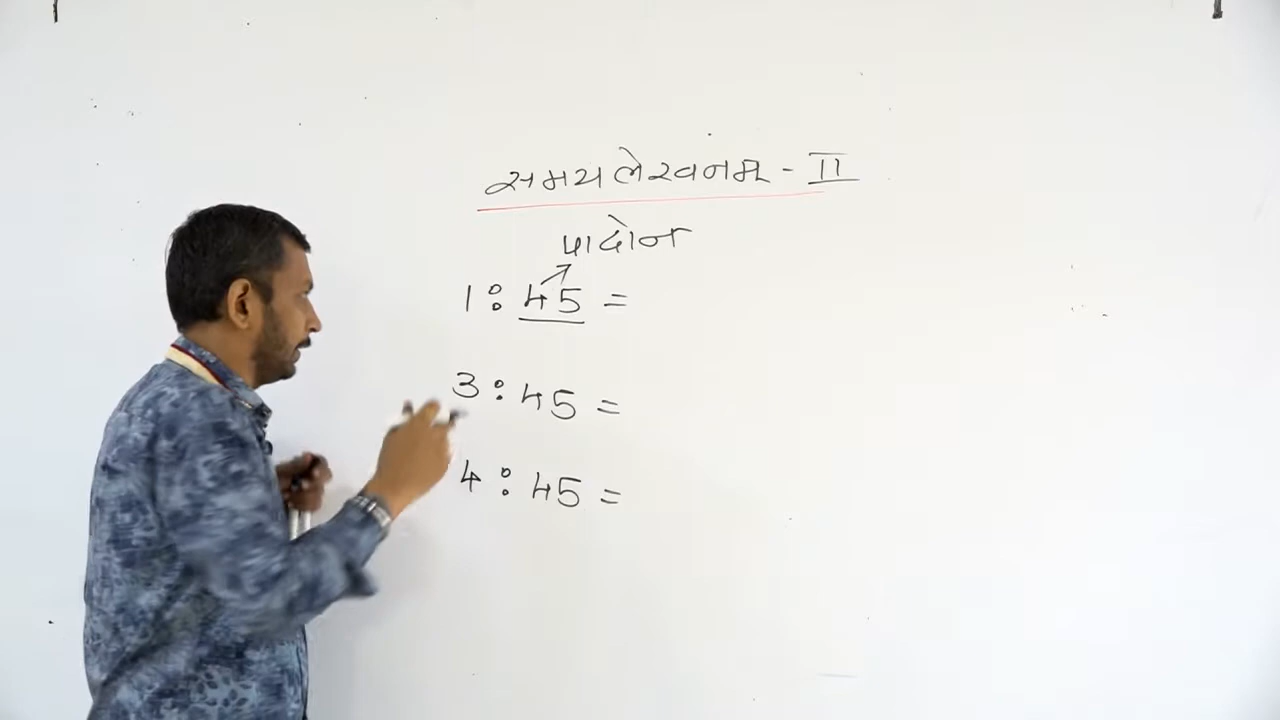 समयलेखनम् - II
पादोन
1 : 45 =
3 : 45 =
4 : 45 =